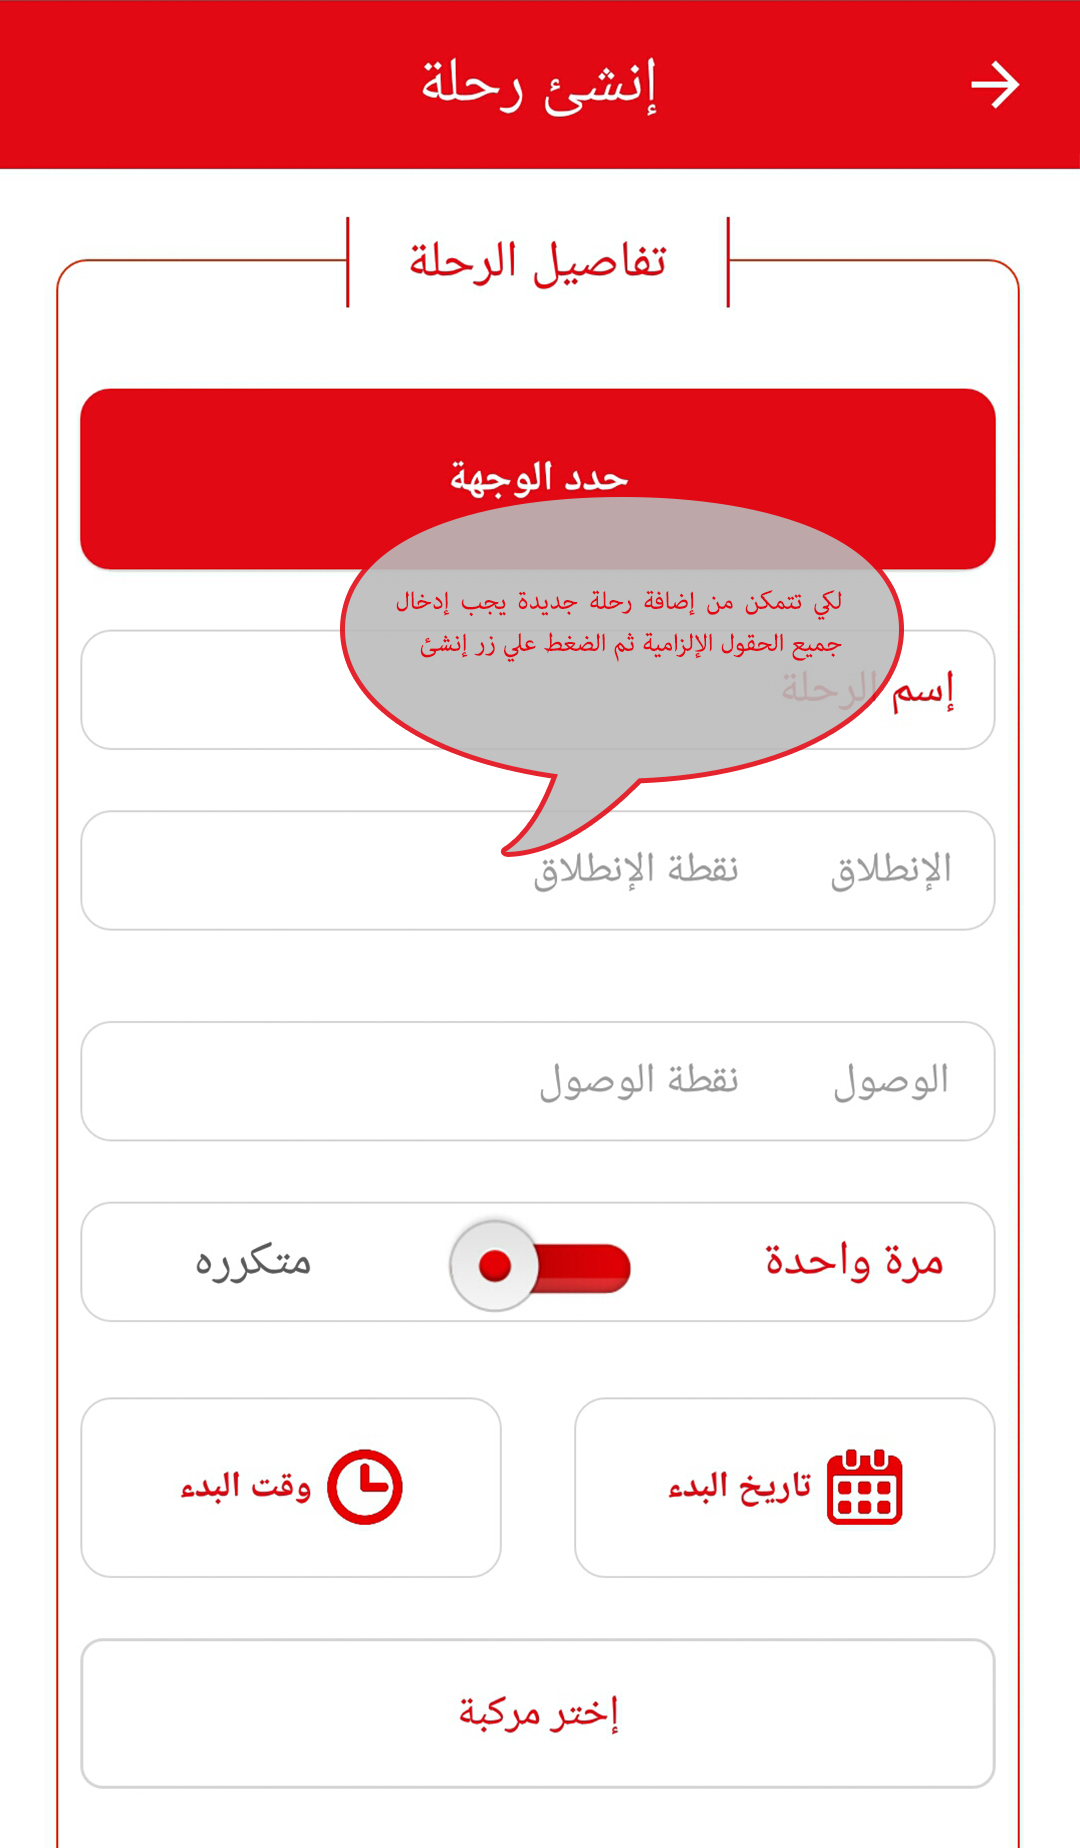 إنشئ رحلة
تفاصيل الرحلة
حدد الوجهة
لكي تتمكن من إضافة رحلة جديدة يجب إدخال
جميع الحقول الإلزامية ثم الضغط علي زر إنشئ
إسم الرحلة
الإنطلاق نقطة الإنطلاق
الوصول نقطة الوصول
مرة واحدة متكرره
تاريخ البدء وقت البدء
إختر مركبة